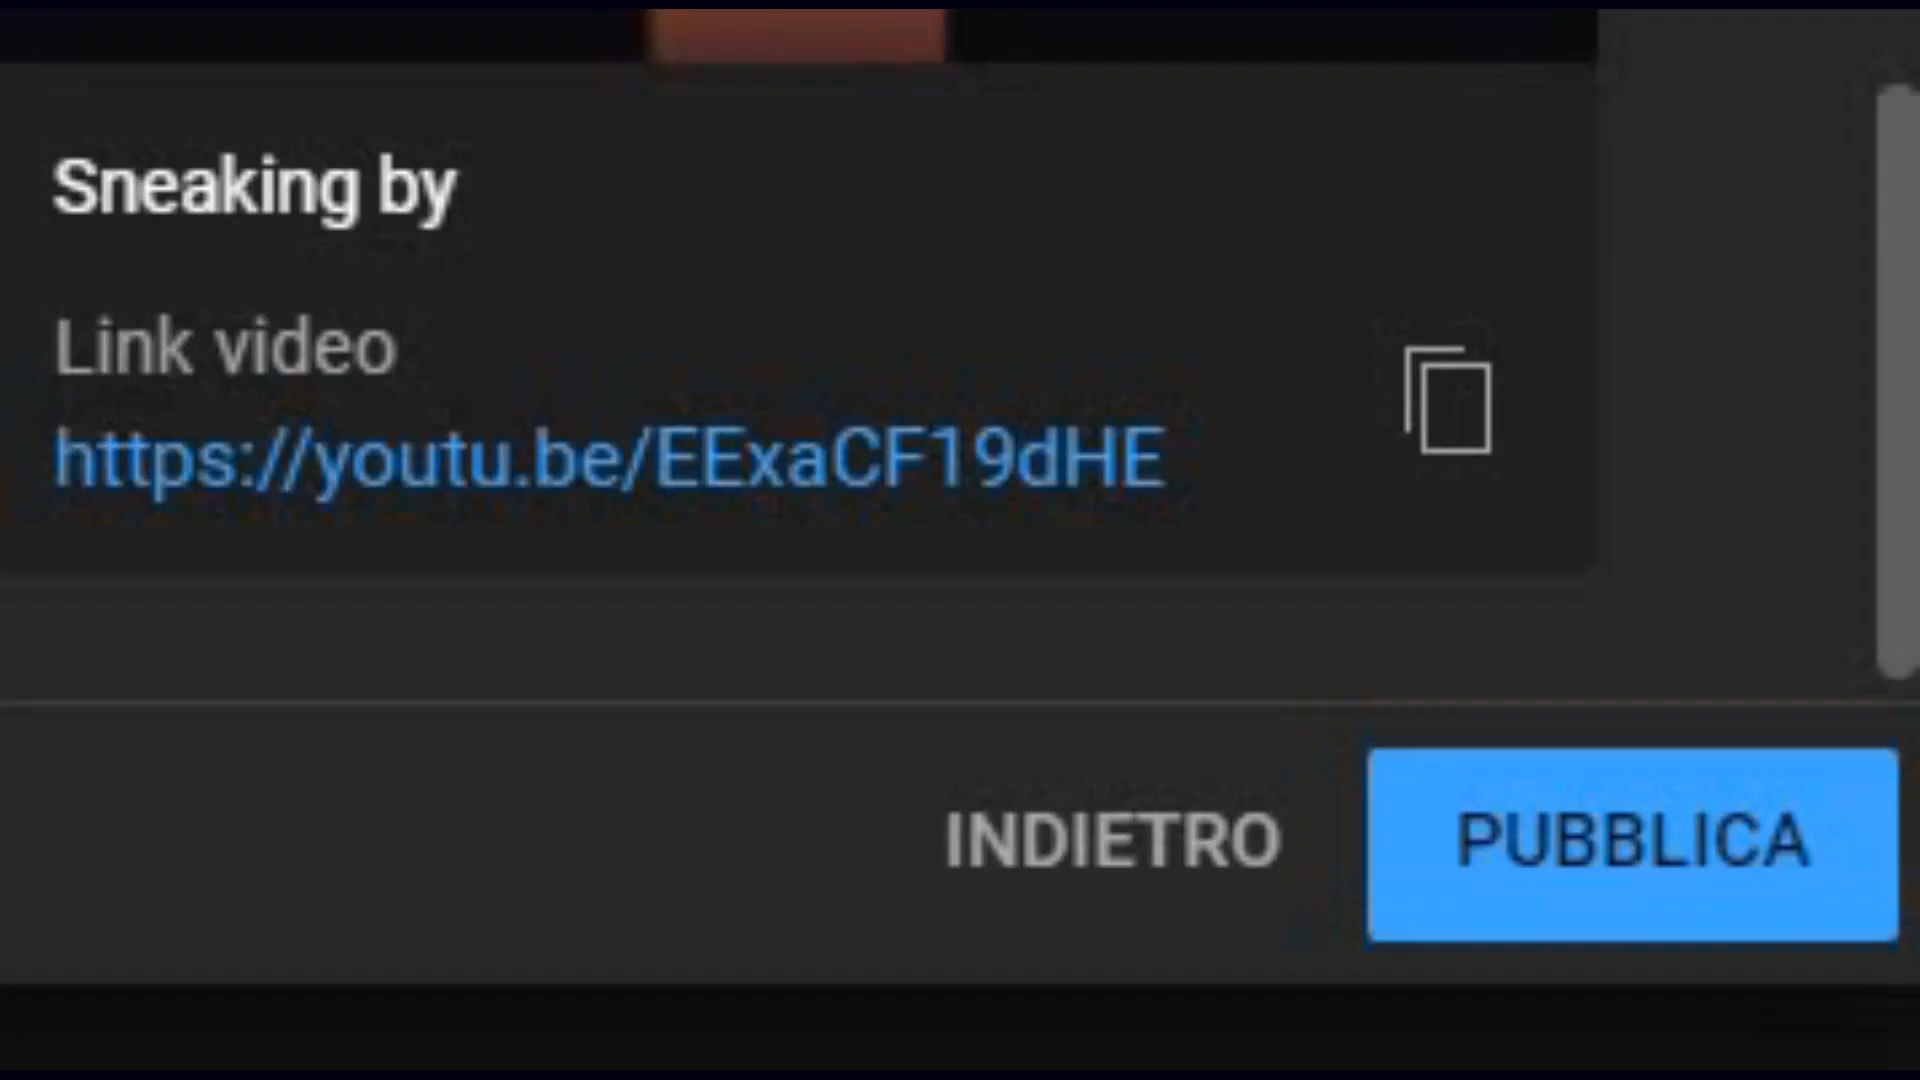 Sneaking by
Link video
https://youtu.be/EExaCF19dHE
INDIETRO
PUBBLICA